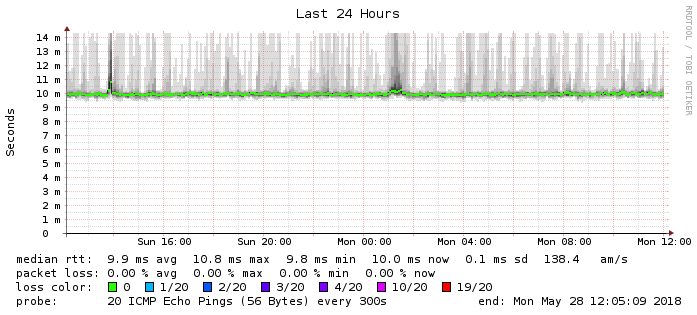 Last 24 Hours
RRDTOOL / TOBI OETIKER
Seconds
14 m
13 m
12 m
11 m
10 m
9 m
8 m
7 m
6 m
5 m
4 m
3 m
2 m
1 m
0
Sun 16:00 Sun 20:00 Mon 00:00 Mon 04:00 Mon 08:00 Mon 12:00
median rtt: 9.9 ms avg 10.8 ms max 9.8 ms min 10.0 ms now 0.1 ms sd 138.4 am/s
packet loss: 0.00 % avg 0.00 % max 0.00 % min 0.00 % now
loss color: 0 1/20 2/20 3/20 4/20 10/20 19/20
probe: 20 ICMP Echo Pings (56 Bytes) every 300s end: Mon May 28 12:05:09 2018